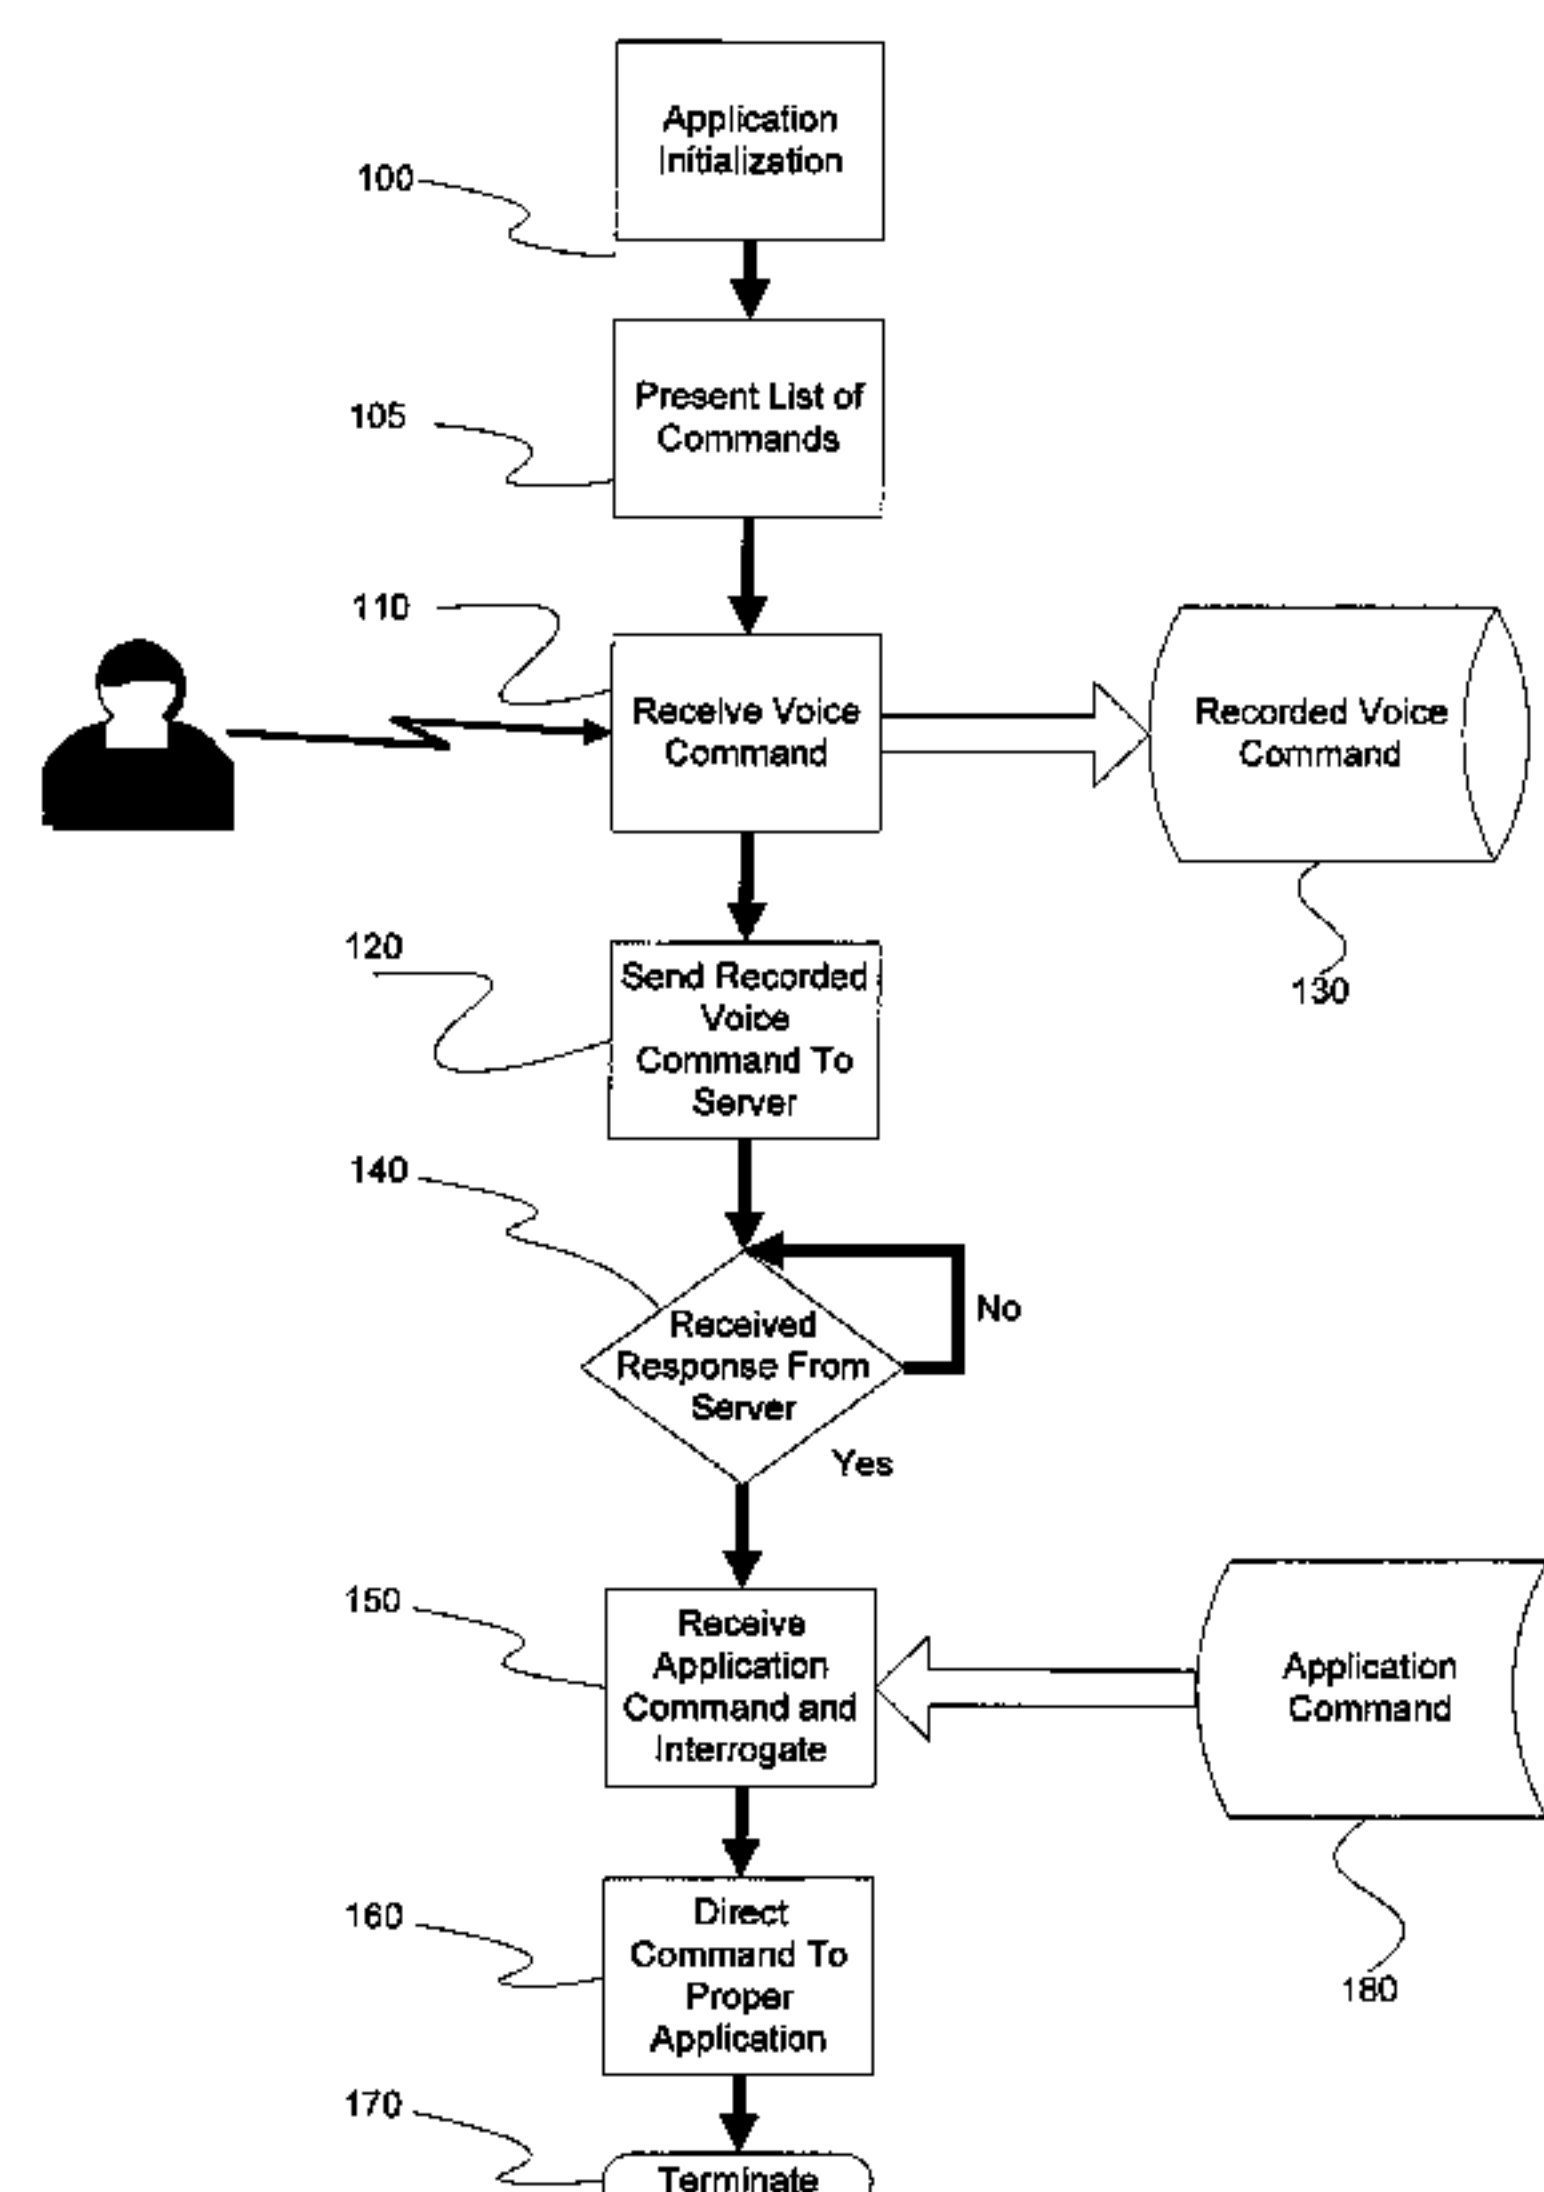 Application
Initialization
100
Present List of
Commands
105
110
Receive Voice
Command
Recorded Voice
Command
130
120
Send Recorded
Voice
Command To
Server
140
Received
Response From
Server
No
Yes
150
Receive
Application
Command and
Interrogate
Application
Command
180
160
Direct
Command To
Proper
Application
170
Terminate